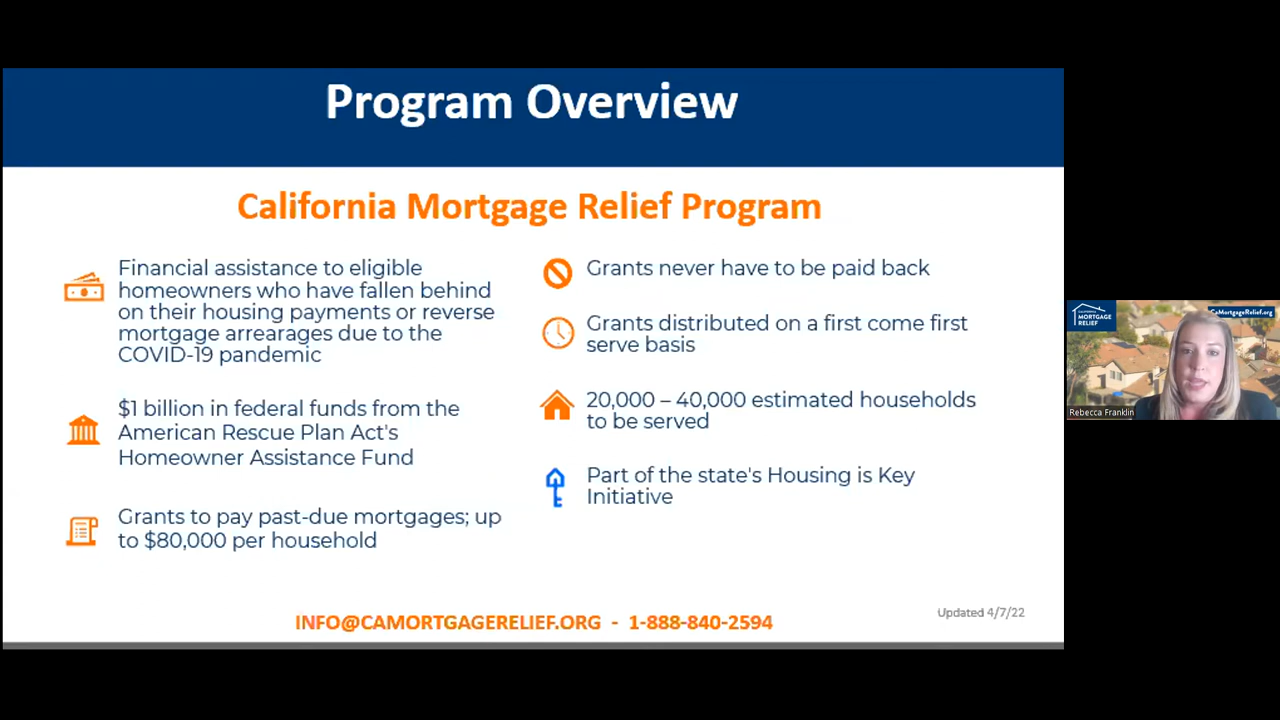 Program Overview
California Mortgage Relief Program
Financial assistance to eligible
homeowners who have fallen behind
on their housing payments or reverse
mortgage arrearages due to the
COVID-19 pandemic
$1 billion in federal funds from the
American Rescue Plan Act's
Homeowner Assistance Fund
Grants to pay past-due mortgages; up
to $80,000 per household
Grants never have to be paid back
Grants distributed on a first come first
serve basis
20,000 – 40,000 estimated households
to be served
Part of the state's Housing is Key
Initiative
INFO@CAMORTGAGERELIEF.ORG - 1-888-840-2594
Updated 4/7/22
CALIFORNIA
MORTGAGE
RELIEF
CaMortgageRelief.org
Rebecca Franklin